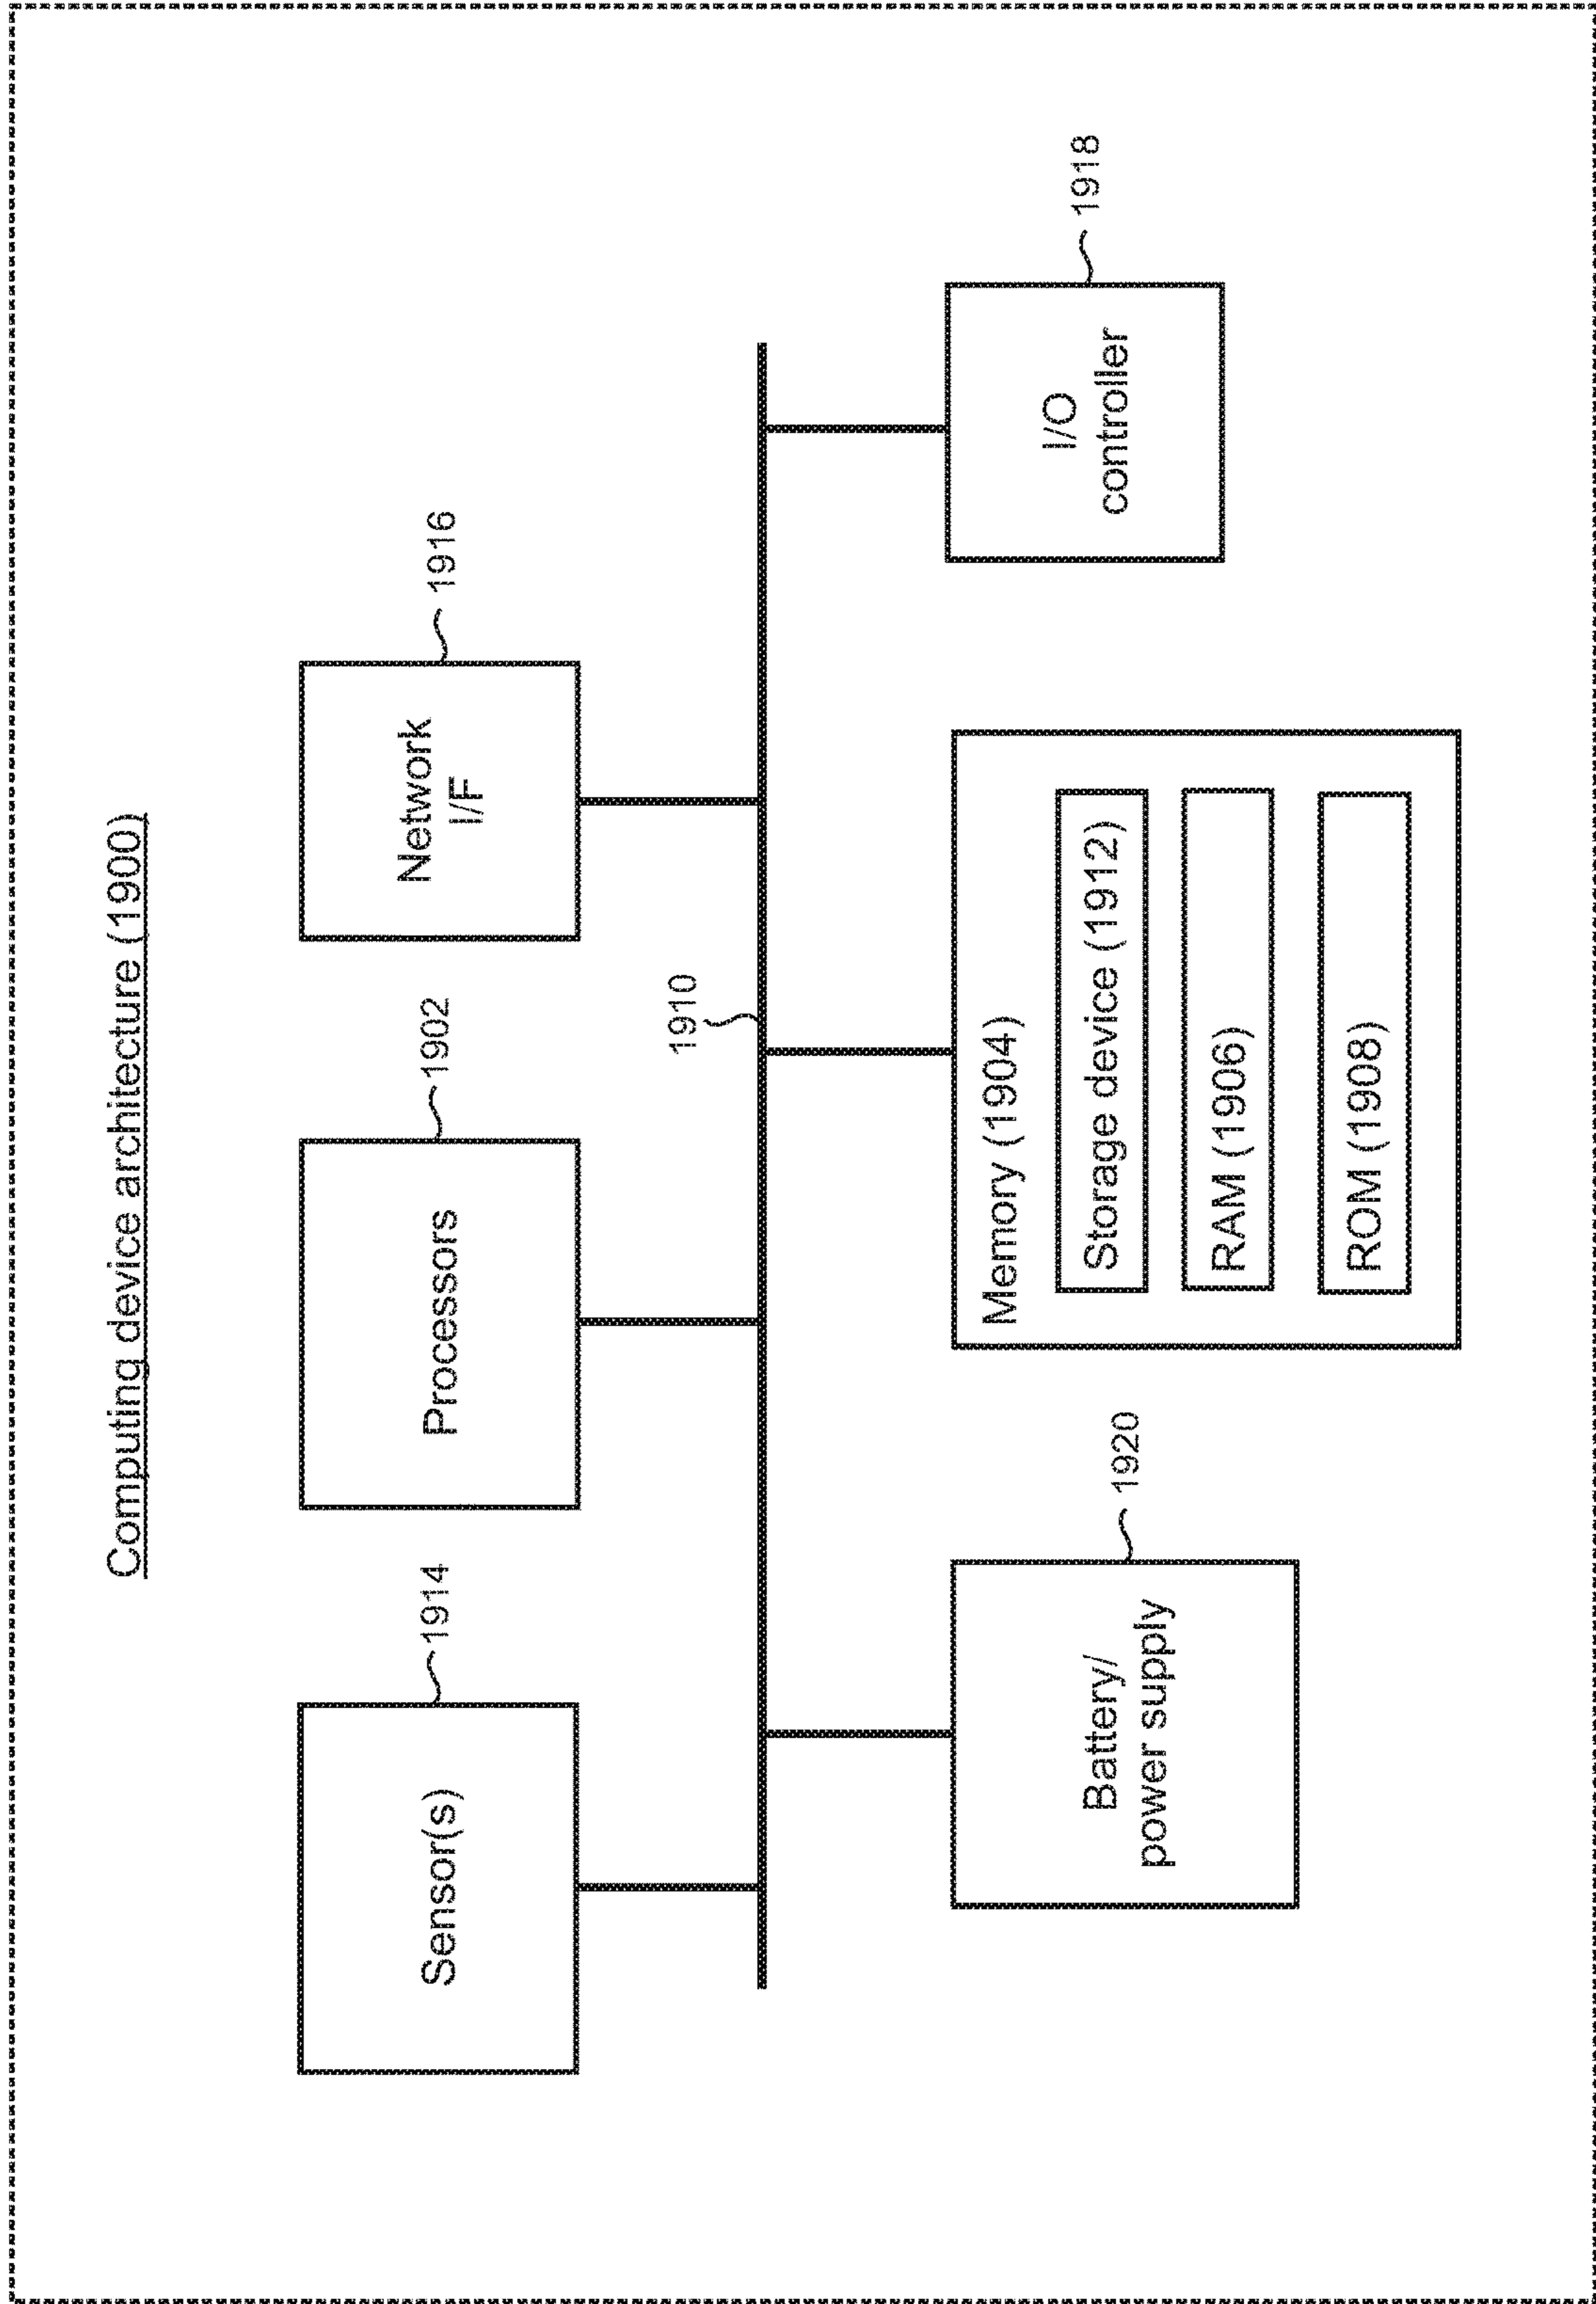 Computing device architecture (1900)
Sensor(s)
1914
Processors
1902
Network
I/F
1916
1910
Battery/
power supply
1920
Memory (1904)
Storage device (1912)
RAM (1906)
ROM (1908)
I/O
controller
1918